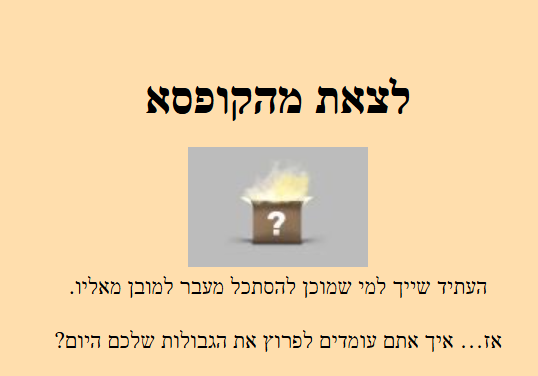 לצאת מהקופסא
?
העתיד שייך למי שמוכן להסתכל מעבר למובן מאליו.
אז... איך אתם עומדים לפרוץ את הגבולות שלכם היום?